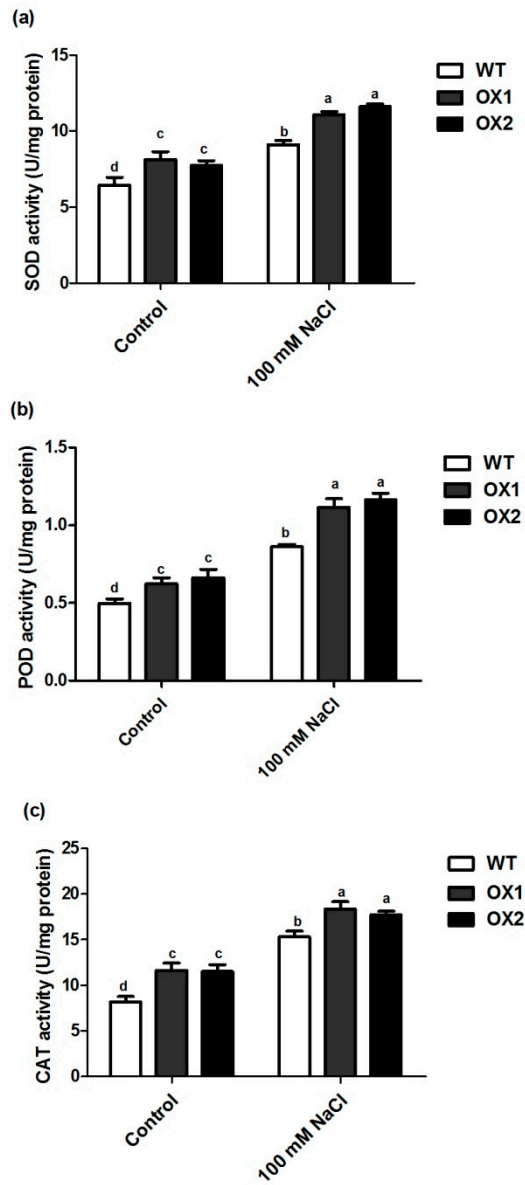 (a)
SOD activity (U/mg protein)
15
10
5
0
d
c
c
b
a
a
Control
100 mM NaCl
WT
OX1
OX2
(b)
POD activity (U/mg protein)
1.5
1.0
0.5
0.0
d
c
c
b
a
a
Control
100 mM NaCl
WT
OX1
OX2
(c)
CAT activity (U/mg protein)
25
20
15
10
5
0
d
c
c
b
a
a
Control
100 mM NaCl
WT
OX1
OX2